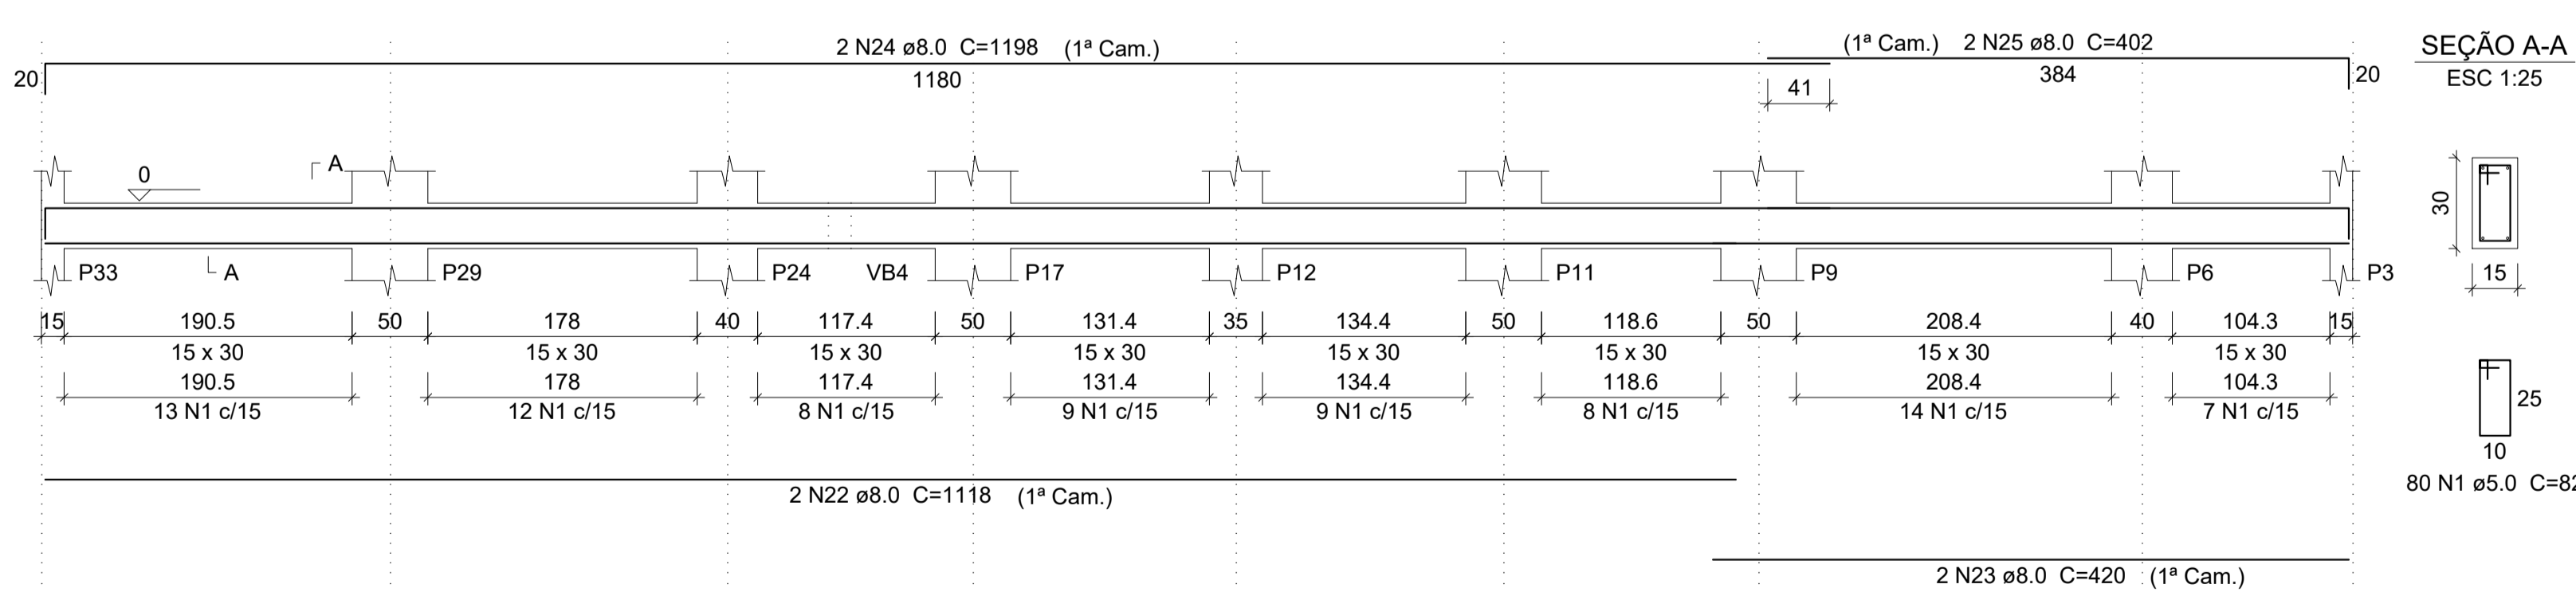 2 N24 ø8.0 C=1198 (1ª Cam.)
(1ª Cam.) 2 N25 ø8.0 C=402
SEÇÃO A-A
20
1180
384
20
ESC 1:25
41
0
A
30
P33
A
P29
P24
VB4
P17
P12
P11
P9
P6
P3
15
15 190.5 50 178 40 117.4 50 131.4 35 134.4 50 118.6 50 208.4 40 104.3 15
15 x 30 15 x 30 15 x 30 15 x 30 15 x 30 15 x 30 15 x 30 15 x 30
190.5 178 117.4 131.4 134.4 118.6 208.4 104.3
13 N1 c/15 12 N1 c/15 8 N1 c/15 9 N1 c/15 9 N1 c/15 8 N1 c/15 14 N1 c/15 7 N1 c/15
25
10
80 N1 ø5.0 C=82
2 N22 ø8.0 C=1118 (1ª Cam.)
2 N23 ø8.0 C=420 (1ª Cam.)